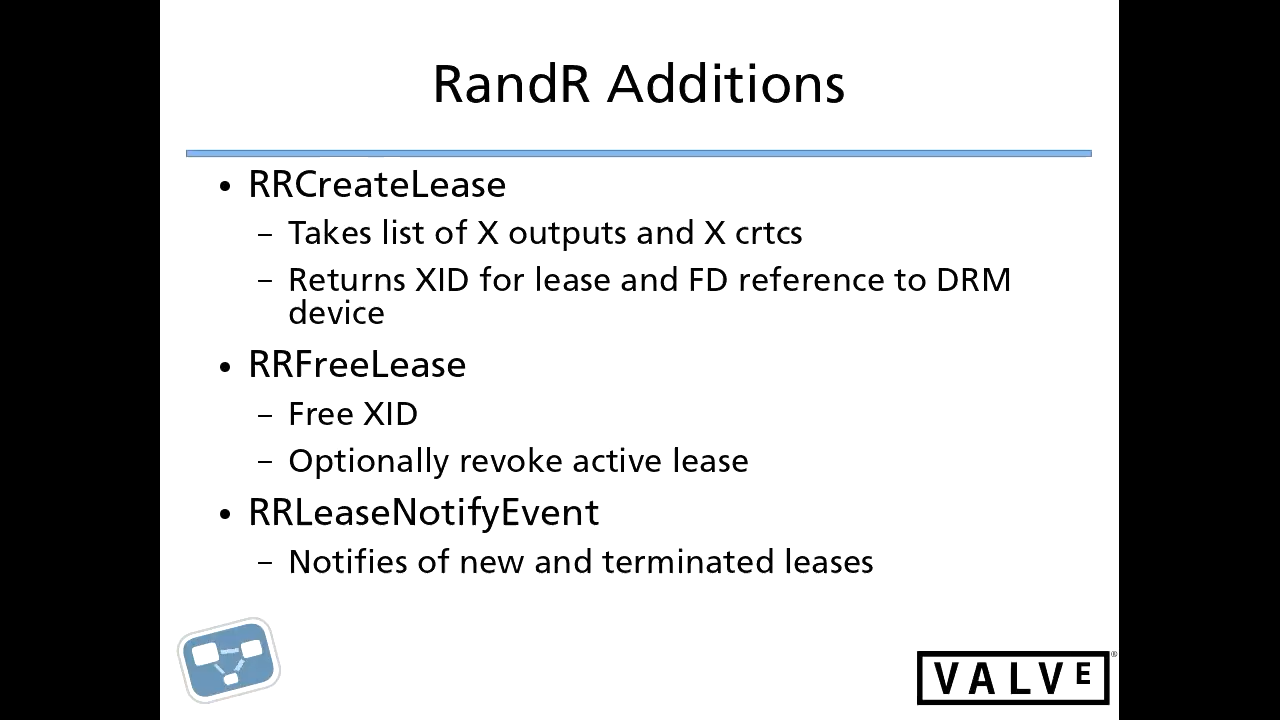 RandR Additions
• RRCreateLease
– Takes list of X outputs and X crtcs
– Returns XID for lease and FD reference to DRM
device
• RRFreeLease
– Free XID
– Optionally revoke active lease
• RRLeaseNotifyEvent
– Notifies of new and terminated leases
VALVE®